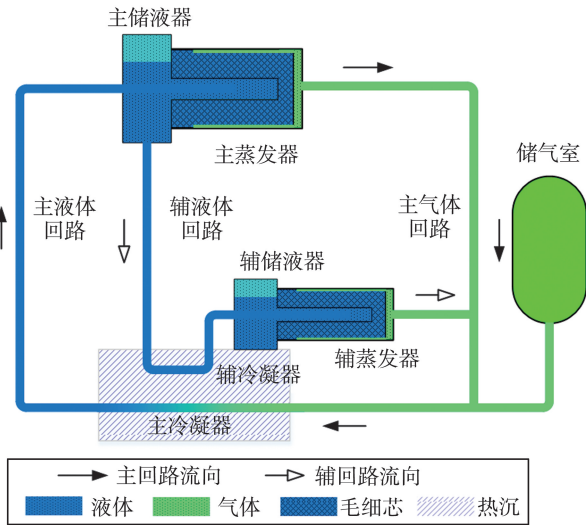 主储液器
主蒸发器
储气室
主液体
回路
辅液体
回路
主气体
回路
辅储液器
辅蒸发器
辅冷凝器
主冷凝器
主回路流向
辅回路流向
液体
气体
毛细芯
热沉